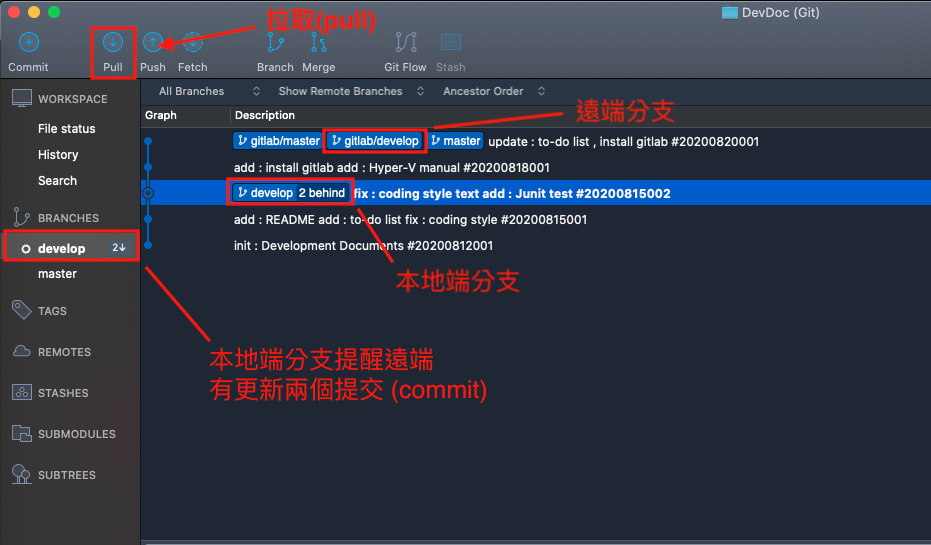 DevDoc (Git)
拉取(pull)
Commit
Pull
Push
Fetch
Branch
Merge
Git Flow
Stash
All Branches
Show Remote Branches
Ancestor Order
WORKSPACE
File status
History
Search
BRANCHES
develop 2↓
master
TAGS
REMOTES
STASHES
SUBMODULES
SUBTREES
Graph
Description
遠端分支
gitlab/master gitlab/develop master update : to-do list , install gitlab #20200820001
add : install gitlab add : Hyper-V manual #20200818001
develop 2 behind fix : coding style text add : Junit test #20200815002
add : README add : to-do list fix : coding style #20200815001
init : Development Documents #20200812001
本地端分支
本地端分支提醒遠端
有更新兩個提交 (commit)